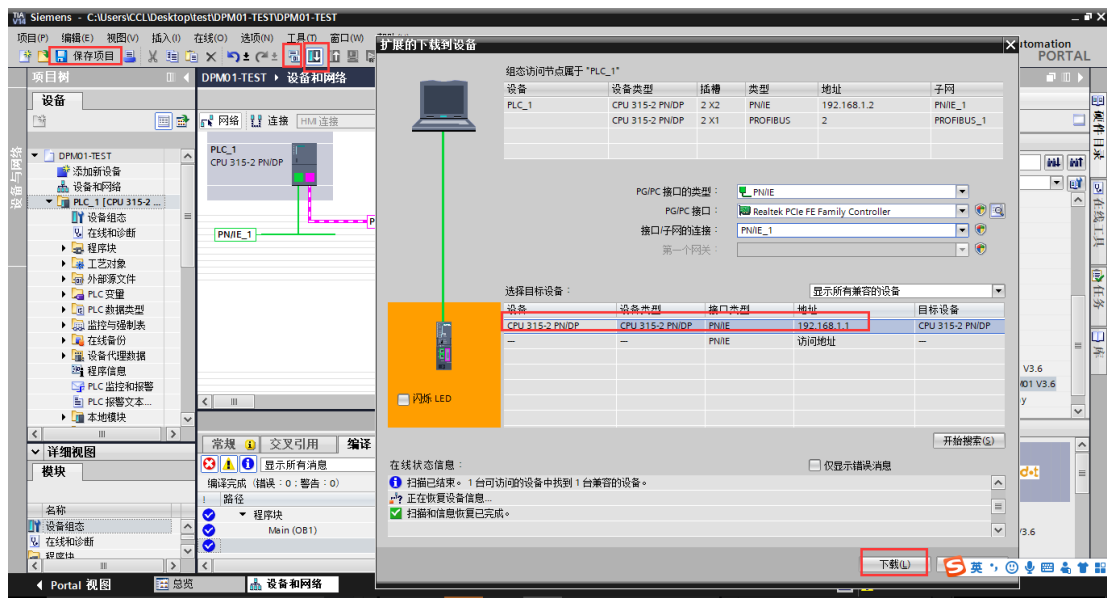 Siemens - C:\Users\CCL\Desktop\test\DPM01-TEST\DPM01-TEST
项目(P) 编辑(E) 视图(V) 插入(I) 在线(O) 选项(N) 工具(T) 窗口(W)
保存项目
Automation
PORTAL
项目树
设备
DPM01-TEST
添加新设备
设备和网络
PLC_1 [CPU 315-2 ...
设备组态
在线和诊断
程序块
工艺对象
外部源文件
PLC 变量
PLC 数据类型
监控与强制表
在线备份
设备代理数据
程序信息
PLC 监控和报警
PLC 报警文本...
本地模块
详细视图
模块
名称
设备组态
在线和诊断
程序块
设备与网络
DPM01-TEST 设备和网络
网络 连接 HMI 连接
PLC_1
CPU 315-2 PN/DP
PN/IE_1
常规 交叉引用 编译
显示所有消息
编译完成（错误：0；警告：0）
! 路径
程序块
Main (OB1)
扩展的下载到设备
组态访问节点属于 "PLC_1"
设备 设备类型 插槽 类型 地址 子网
PLC_1 CPU 315-2 PN/DP 2 X2 PN/IE 192.168.1.2 PN/IE_1
CPU 315-2 PN/DP 2 X1 PROFIBUS 2 PROFIBUS_1
PG/PC 接口的类型： PN/IE
PG/PC 接口： Realtek PCIe FE Family Controller
接口/子网的连接： PN/IE_1
第一个网关：
选择目标设备： 显示所有兼容的设备
设备 设备类型 接口类型 地址 目标设备
CPU 315-2 PN/DP CPU 315-2 PN/DP PN/IE 192.168.1.1 CPU 315-2 PN/DP
— — PN/IE 访问地址 —
闪烁 LED
开始搜索(S)
在线状态信息： 仅显示错误消息
扫描已结束。1 台可访问的设备中找到 1 台兼容的设备。
正在恢复设备信息...
扫描和信息恢复已完成。
下载(L)
硬件目录
在线工具
任务
库
V3.6
M01 V3.6
V3.6
Portal 视图 总览 设备和网络
英